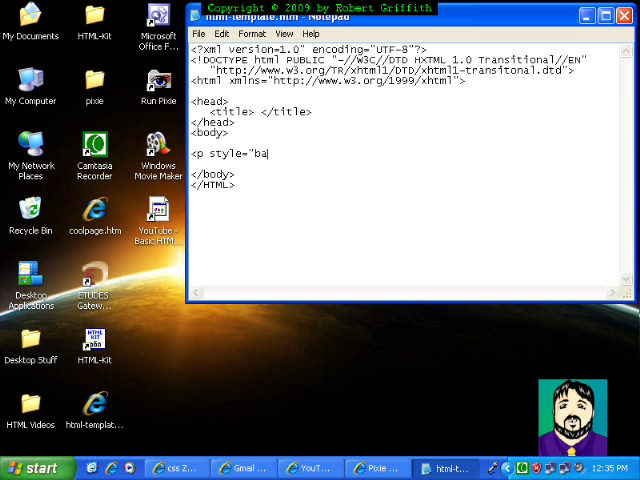 Copyright © 2009 by Robert Griffith
html-template.htm - Notepad
File Edit Format View Help
<?xml version=1.0" encoding="UTF-8"?>
<!DOCTYPE html PUBLIC "-//W3C//DTD HXTML 1.0 Transitional//EN"
"http://www.w3.org/TR/xhtml1/DTD/xhtml1-transitonal.dtd">
<html xmlns="http://www.w3.org/1999/xhtml">
<head>
<title> </title>
</head>
<body>
<p style="ba
</body>
</HTML>
My Documents
HTML-Kit
Microsoft
Office F...
My Computer
pixie
Run Pixie
My Network
Places
Camtasia
Recorder
Windows
Movie Maker
Recycle Bin
coolpage.htm
YouTube -
Basic HTM...
Desktop
Applications
ETUDES
Gatew...
Desktop Stuff
HTML
KIT
HTML-Kit
HTML Videos
html-templat...
start
css Z...
Gmail ...
YouT...
Pixie ...
html-t...
12:35 PM